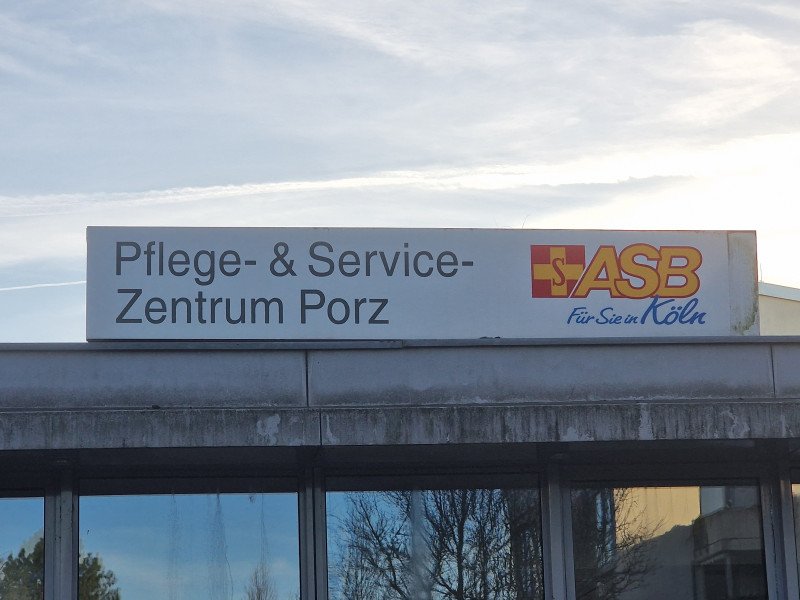 Pflege- & Service-
Zentrum Porz
S ASB
Für Sie in Köln